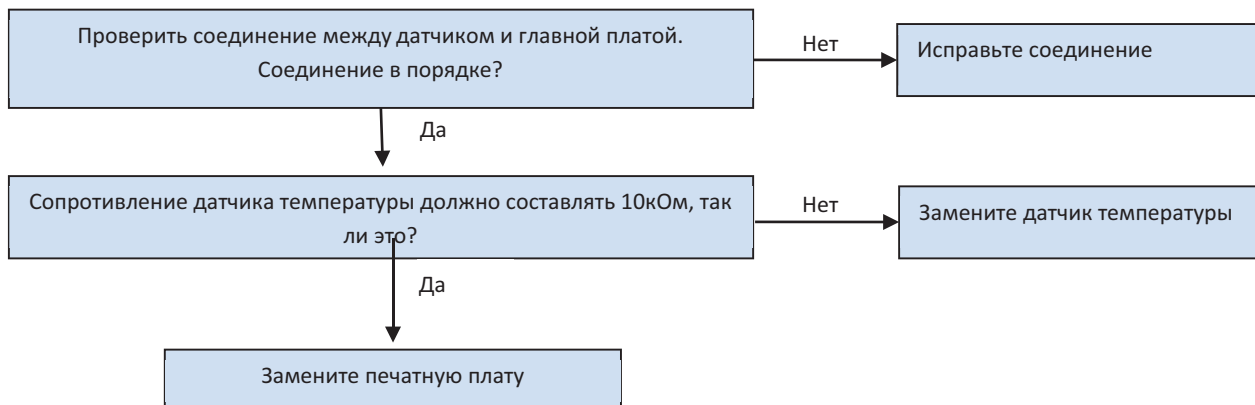 Проверить соединение между датчиком и главной платой.
Соединение в порядке?
Нет
Исправьте соединение
Да
Сопротивление датчика температуры должно составлять 10кОм, так
ли это?
Нет
Замените датчик температуры
Да
Замените печатную плату